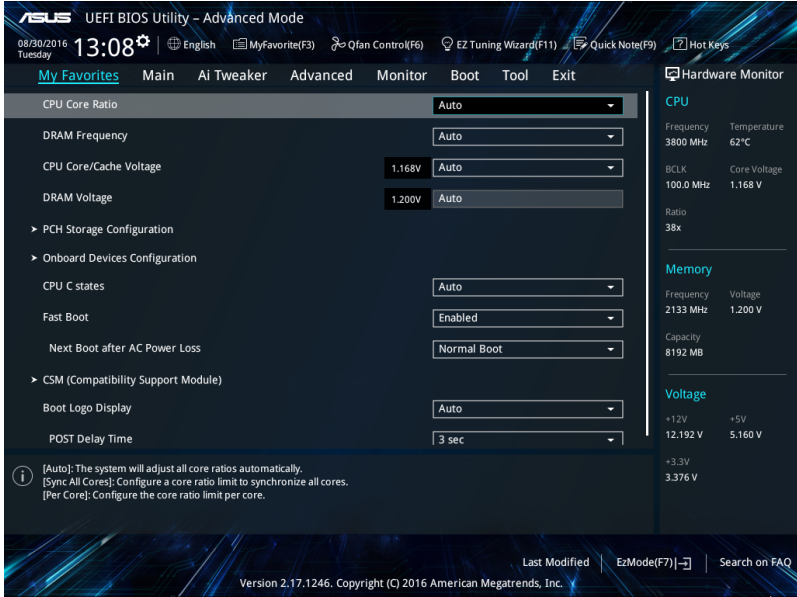 ASUS UEFI BIOS Utility – Advanced Mode
08/30/2016 Tuesday 13:08 English MyFavorite(F3) Qfan Control(F6) EZ Tuning Wizard(F11) Quick Note(F9) ? Hot Keys
My Favorites Main Ai Tweaker Advanced Monitor Boot Tool Exit
CPU Core Ratio Auto
DRAM Frequency Auto
CPU Core/Cache Voltage 1.168V Auto
DRAM Voltage 1.200V Auto
> PCH Storage Configuration
> Onboard Devices Configuration
CPU C states Auto
Fast Boot Enabled
Next Boot after AC Power Loss Normal Boot
> CSM (Compatibility Support Module)
Boot Logo Display Auto
POST Delay Time 3 sec
i
[Auto]: The system will adjust all core ratios automatically.
[Sync All Cores]: Configure a core ratio limit to synchronize all cores.
[Per Core]: Configure the core ratio limit per core.
Hardware Monitor
CPU
Frequency Temperature
3800 MHz 62°C
BCLK Core Voltage
100.0 MHz 1.168 V
Ratio
38x
Memory
Frequency Voltage
2133 MHz 1.200 V
Capacity
8192 MB
Voltage
+12V +5V
12.192 V 5.160 V
+3.3V
3.376 V
Last Modified EzMode(F7) Search on FAQ
Version 2.17.1246. Copyright (C) 2016 American Megatrends, Inc.